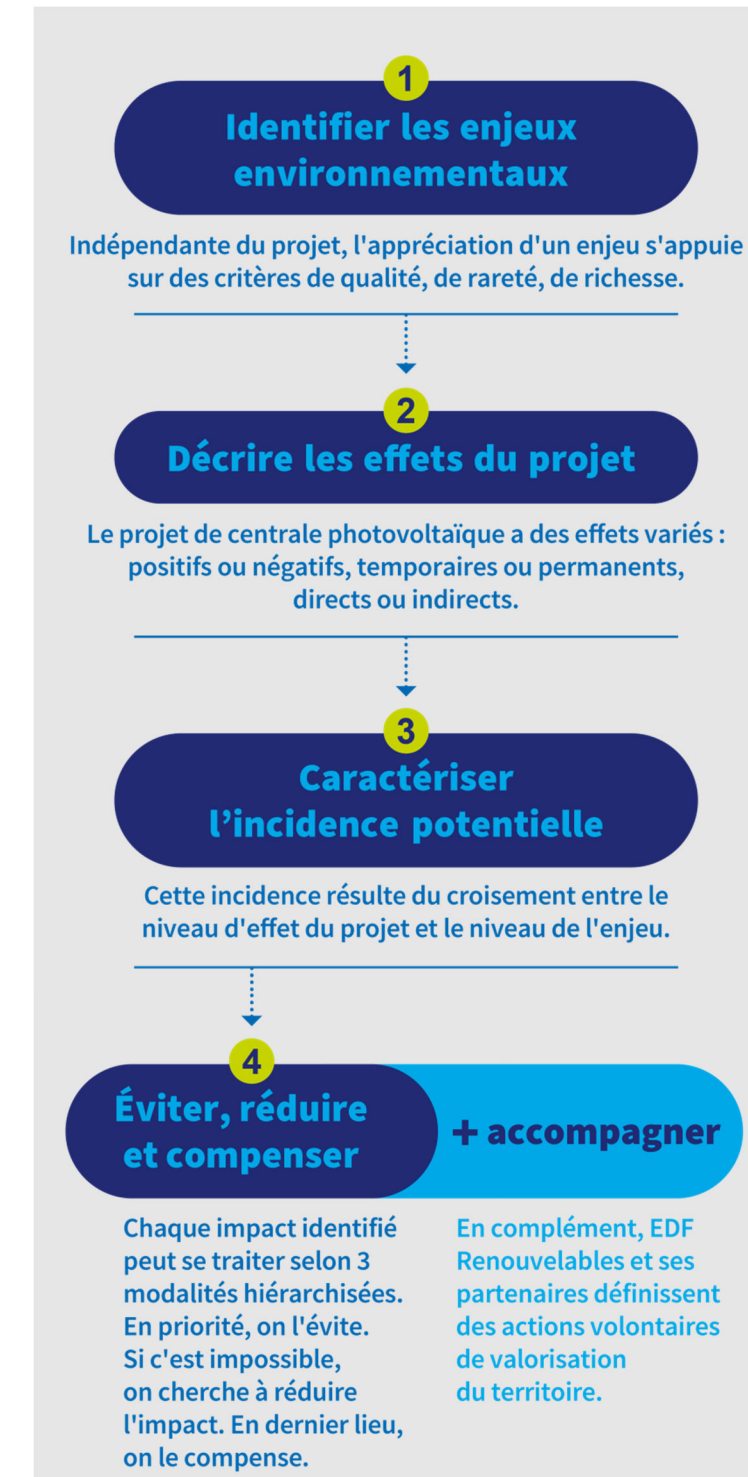 1
Identifier les enjeux
environnementaux
Indépendante du projet, l'appréciation d'un enjeu s'appuie
sur des critères de qualité, de rareté, de richesse.
2
Décrire les effets du projet
Le projet de centrale photovoltaïque a des effets variés :
positifs ou négatifs, temporaires ou permanents,
directs ou indirects.
3
Caractériser
l’incidence potentielle
Cette incidence résulte du croisement entre le
niveau d'effet du projet et le niveau de l'enjeu.
4
Éviter, réduire
et compenser
+ accompagner
Chaque impact identifié
peut se traiter selon 3
modalités hiérarchisées.
En priorité, on l'évite.
Si c'est impossible,
on cherche à réduire
l'impact. En dernier lieu,
on le compense.
En complément, EDF
Renouvelables et ses
partenaires définissent
des actions volontaires
de valorisation
du territoire.